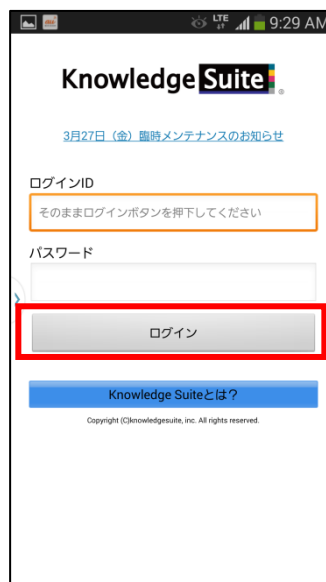 LTE 9:29 AM
Knowledge Suite
3月27日（金）臨時メンテナンスのお知らせ
ログインID
そのままログインボタンを押下してください
パスワード
ログイン
Knowledge Suiteとは？
Copyright (C)knowledgesuite, inc. All rights reserved.